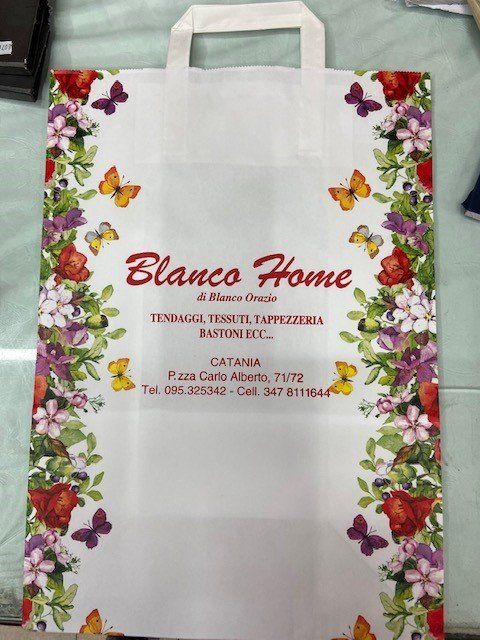 Blanco Home
di Blanco Orazio
TENDAGGI, TESSUTI, TAPPEZZERIA
BASTONI ECC...
CATANIA
P.zza Carlo Alberto, 71/72
Tel. 095.325342 - Cell. 347 8111644